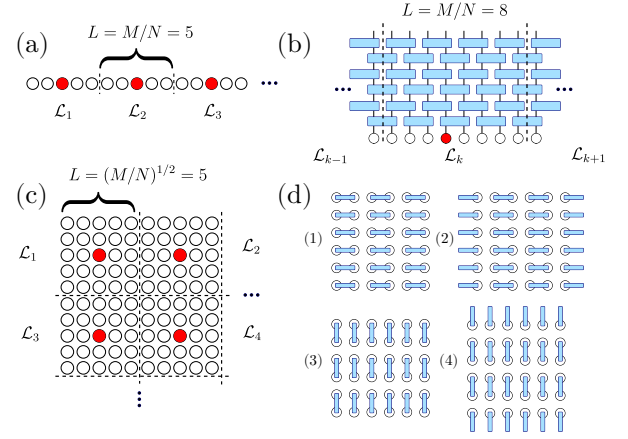 (a)
L = M/N = 5
ℒ₁ ℒ₂ ℒ₃
(b)
L = M/N = 8
ℒₖ₋₁ ℒₖ ℒₖ₊₁
(c)
L = (M/N)^{1/2} = 5
ℒ₁ ℒ₂
ℒ₃ ℒ₄
(d)
(1) (2)
(3) (4)